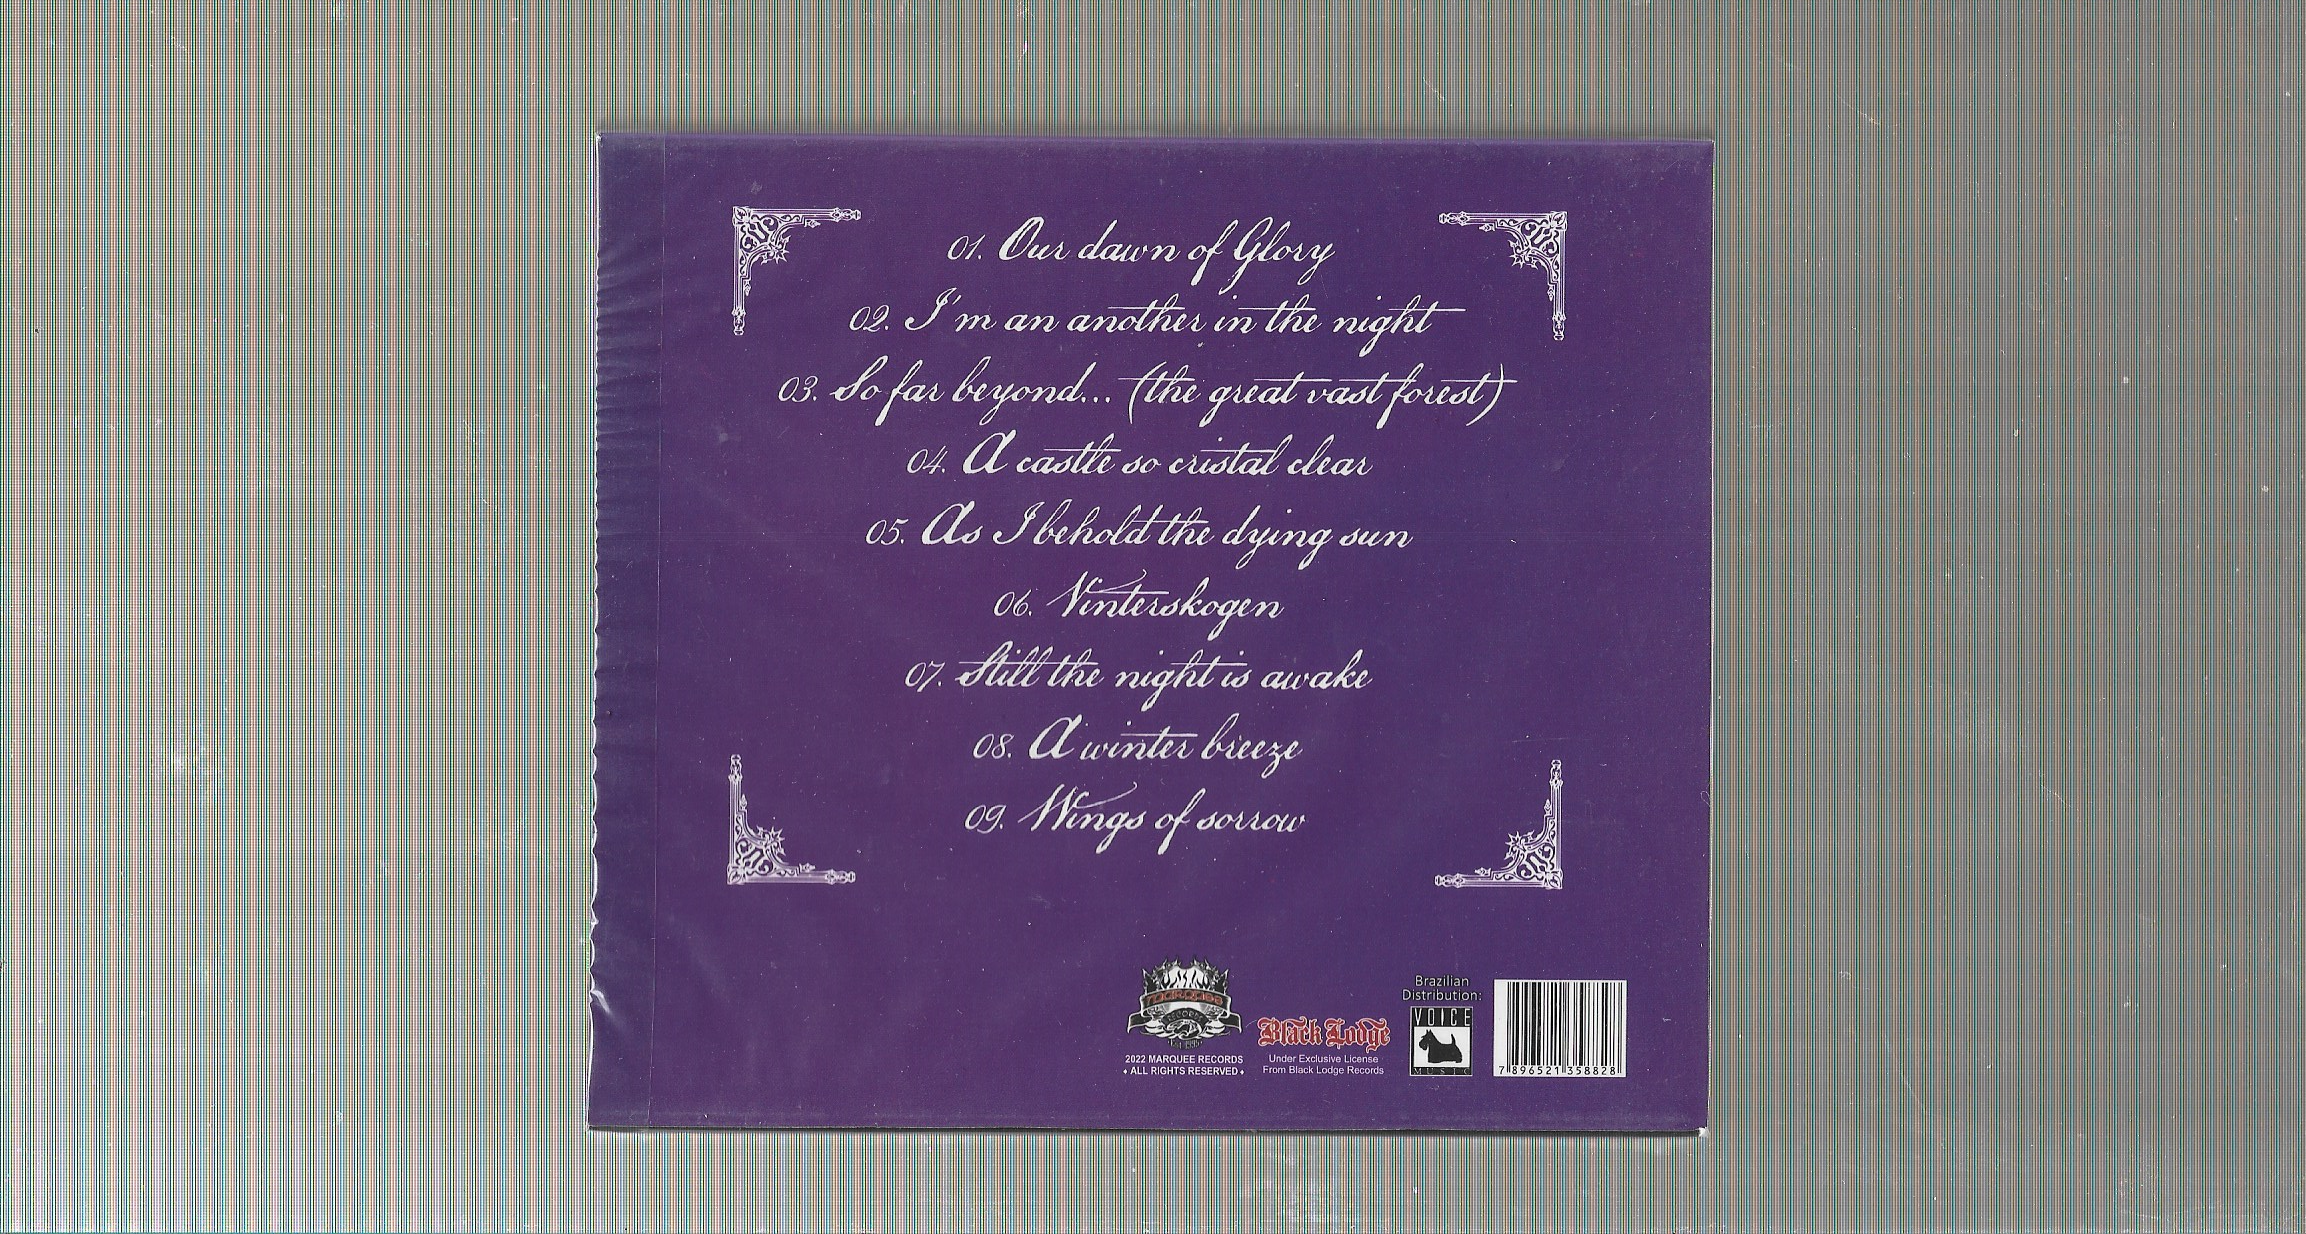 01. Our dawn of Glory
02. I'm an another in the night
03. So far beyond... (the great vast forest)
04. A castle so cristal clear
05. As I behold the dying sun
06. Vinterskogen
07. Still the night is awake
08. A winter breeze
09. Wings of sorrow
MARQUEE
RECORDS
2022 MARQUEE RECORDS
♦ ALL RIGHTS RESERVED ♦
Black Lodge
Under Exclusive License
From Black Lodge Records
Brazilian
Distribution:
VOICE
MUSIC
7 896521 358828